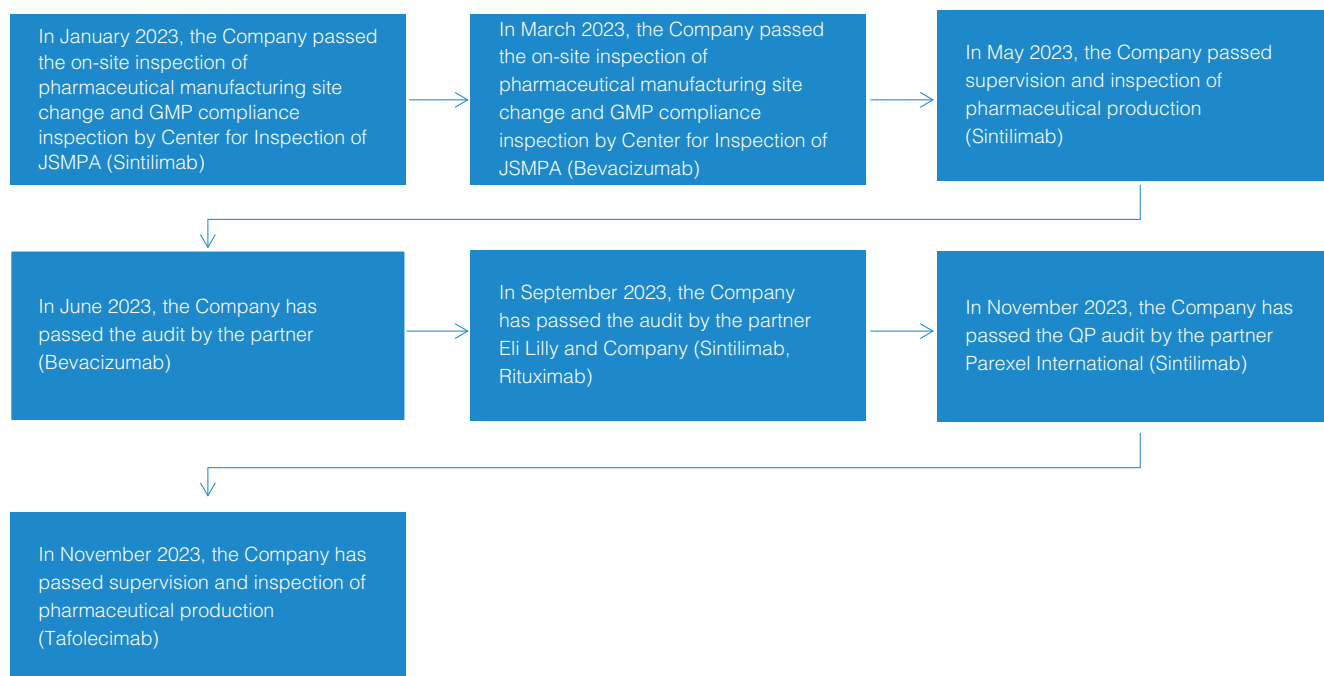 In January 2023, the Company passed
the on-site inspection of
pharmaceutical manufacturing site
change and GMP compliance
inspection by Center for Inspection of
JSMPA (Sintilimab)
In March 2023, the Company passed
the on-site inspection of
pharmaceutical manufacturing site
change and GMP compliance
inspection by Center for Inspection of
JSMPA (Bevacizumab)
In May 2023, the Company passed
supervision and inspection of
pharmaceutical production
(Sintilimab)
In June 2023, the Company has
passed the audit by the partner
(Bevacizumab)
In September 2023, the Company
has passed the audit by the partner
Eli Lilly and Company (Sintilimab,
Rituximab)
In November 2023, the Company has
passed the QP audit by the partner
Parexel International (Sintilimab)
In November 2023, the Company has
passed supervision and inspection of
pharmaceutical production
(Tafolecimab)